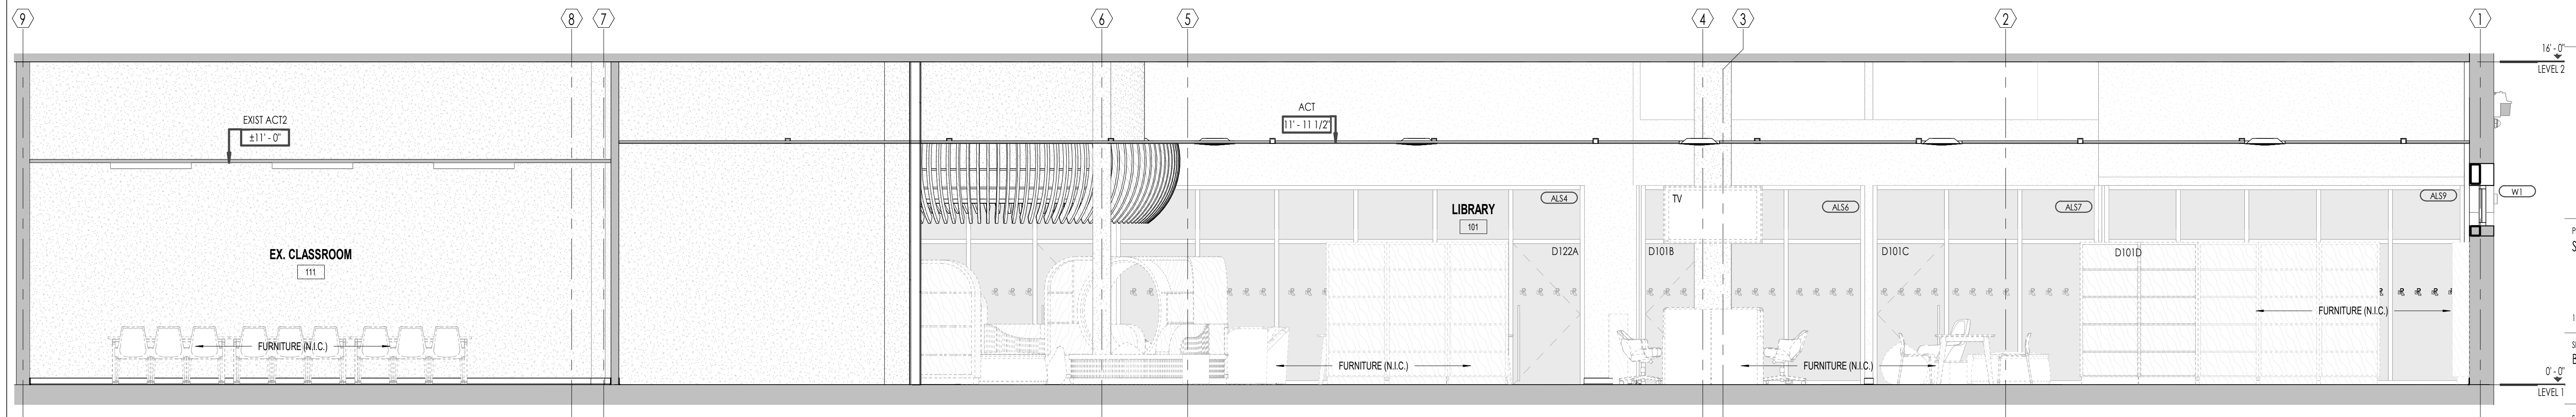 9
8
7
6
5
4
3
2
1
16' - 0"
LEVEL 2
EXIST ACT2
±11' - 0"
ACT
11' - 11 1/2"
W1
ALS4
ALS6
ALS7
ALS9
TV
LIBRARY
101
EX. CLASSROOM
111
D122A
D101B
D101C
D101D
FURNITURE (N.I.C.)
FURNITURE (N.I.C.)
FURNITURE (N.I.C.)
FURNITURE (N.I.C.)
0' - 0"
LEVEL 1